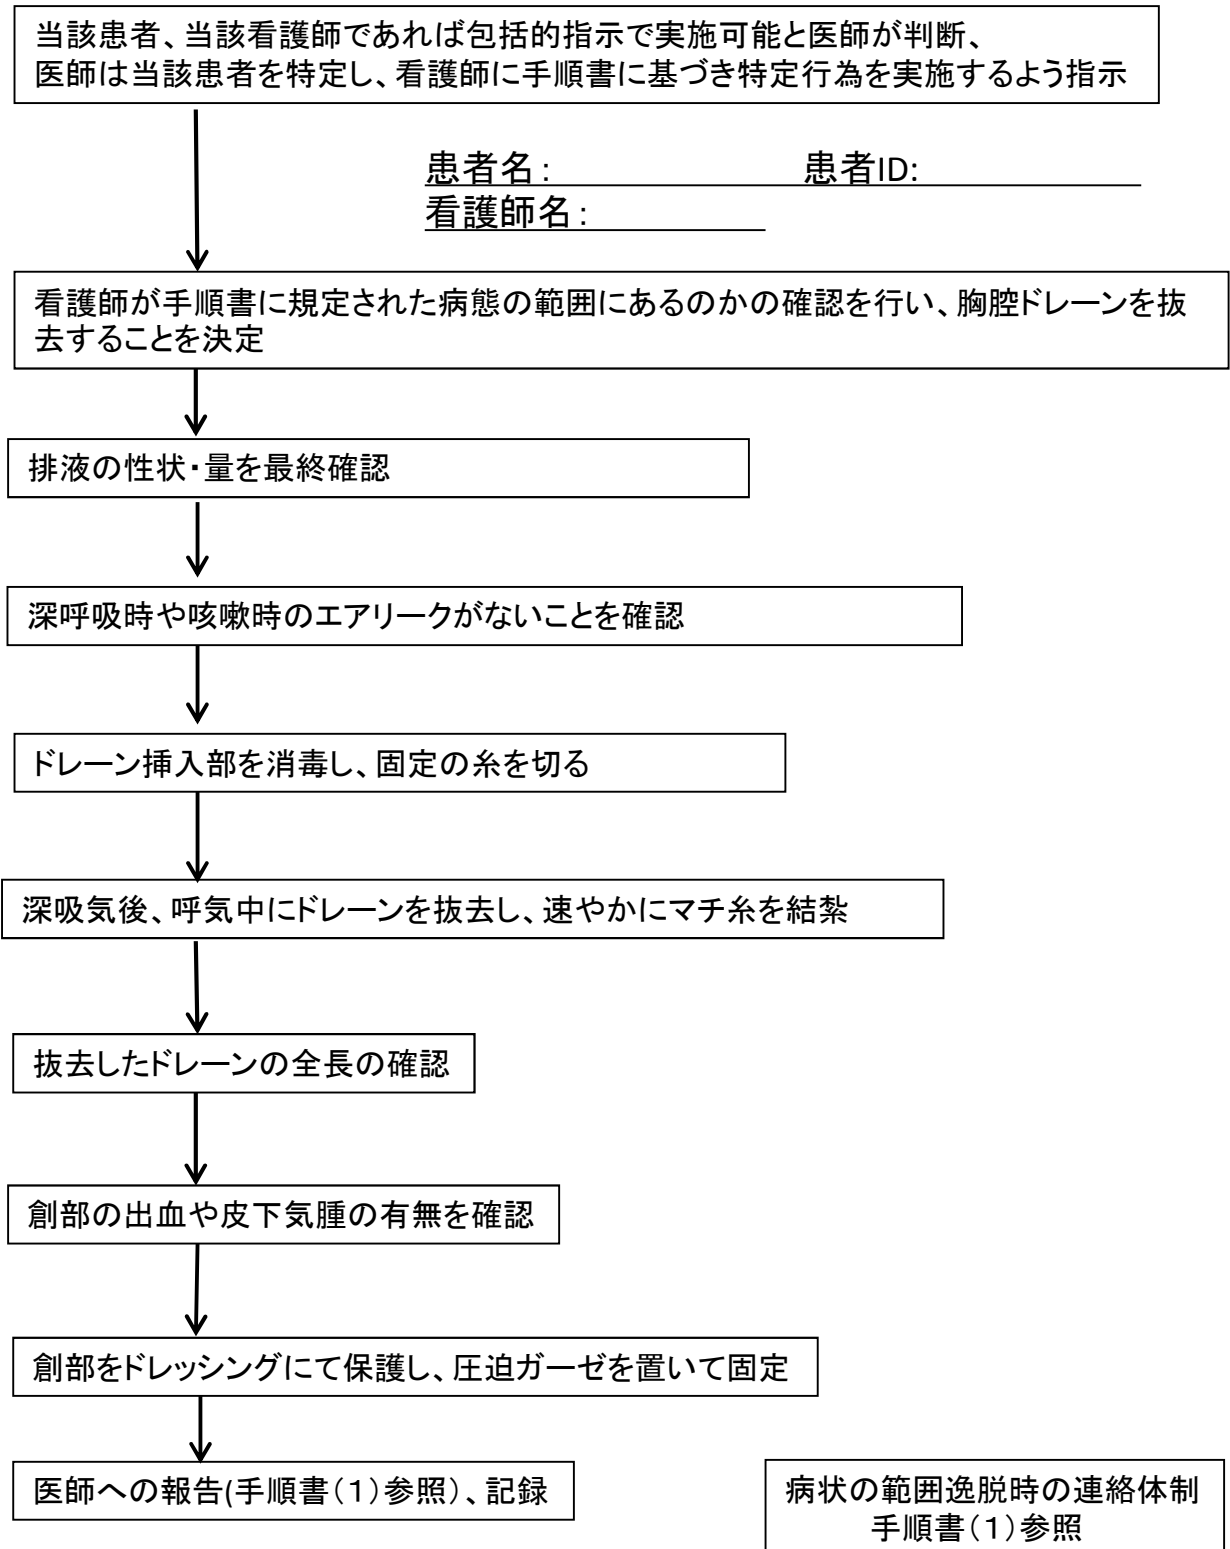 当該患者、当該看護師であれば包括的指示で実施可能と医師が判断、
医師は当該患者を特定し、看護師に手順書に基づき特定行為を実施するよう指示
患者名： 患者ID:
看護師名：
看護師が手順書に規定された病態の範囲にあるのかの確認を行い、胸腔ドレーンを抜
去することを決定
排液の性状・量を最終確認
深呼吸時や咳嗽時のエアリークがないことを確認
ドレーン挿入部を消毒し、固定の糸を切る
深吸気後、呼気中にドレーンを抜去し、速やかにマチ糸を結紮
抜去したドレーンの全長の確認
創部の出血や皮下気腫の有無を確認
創部をドレッシングにて保護し、圧迫ガーゼを置いて固定
医師への報告(手順書（１）参照)、記録
病状の範囲逸脱時の連絡体制
手順書（１）参照